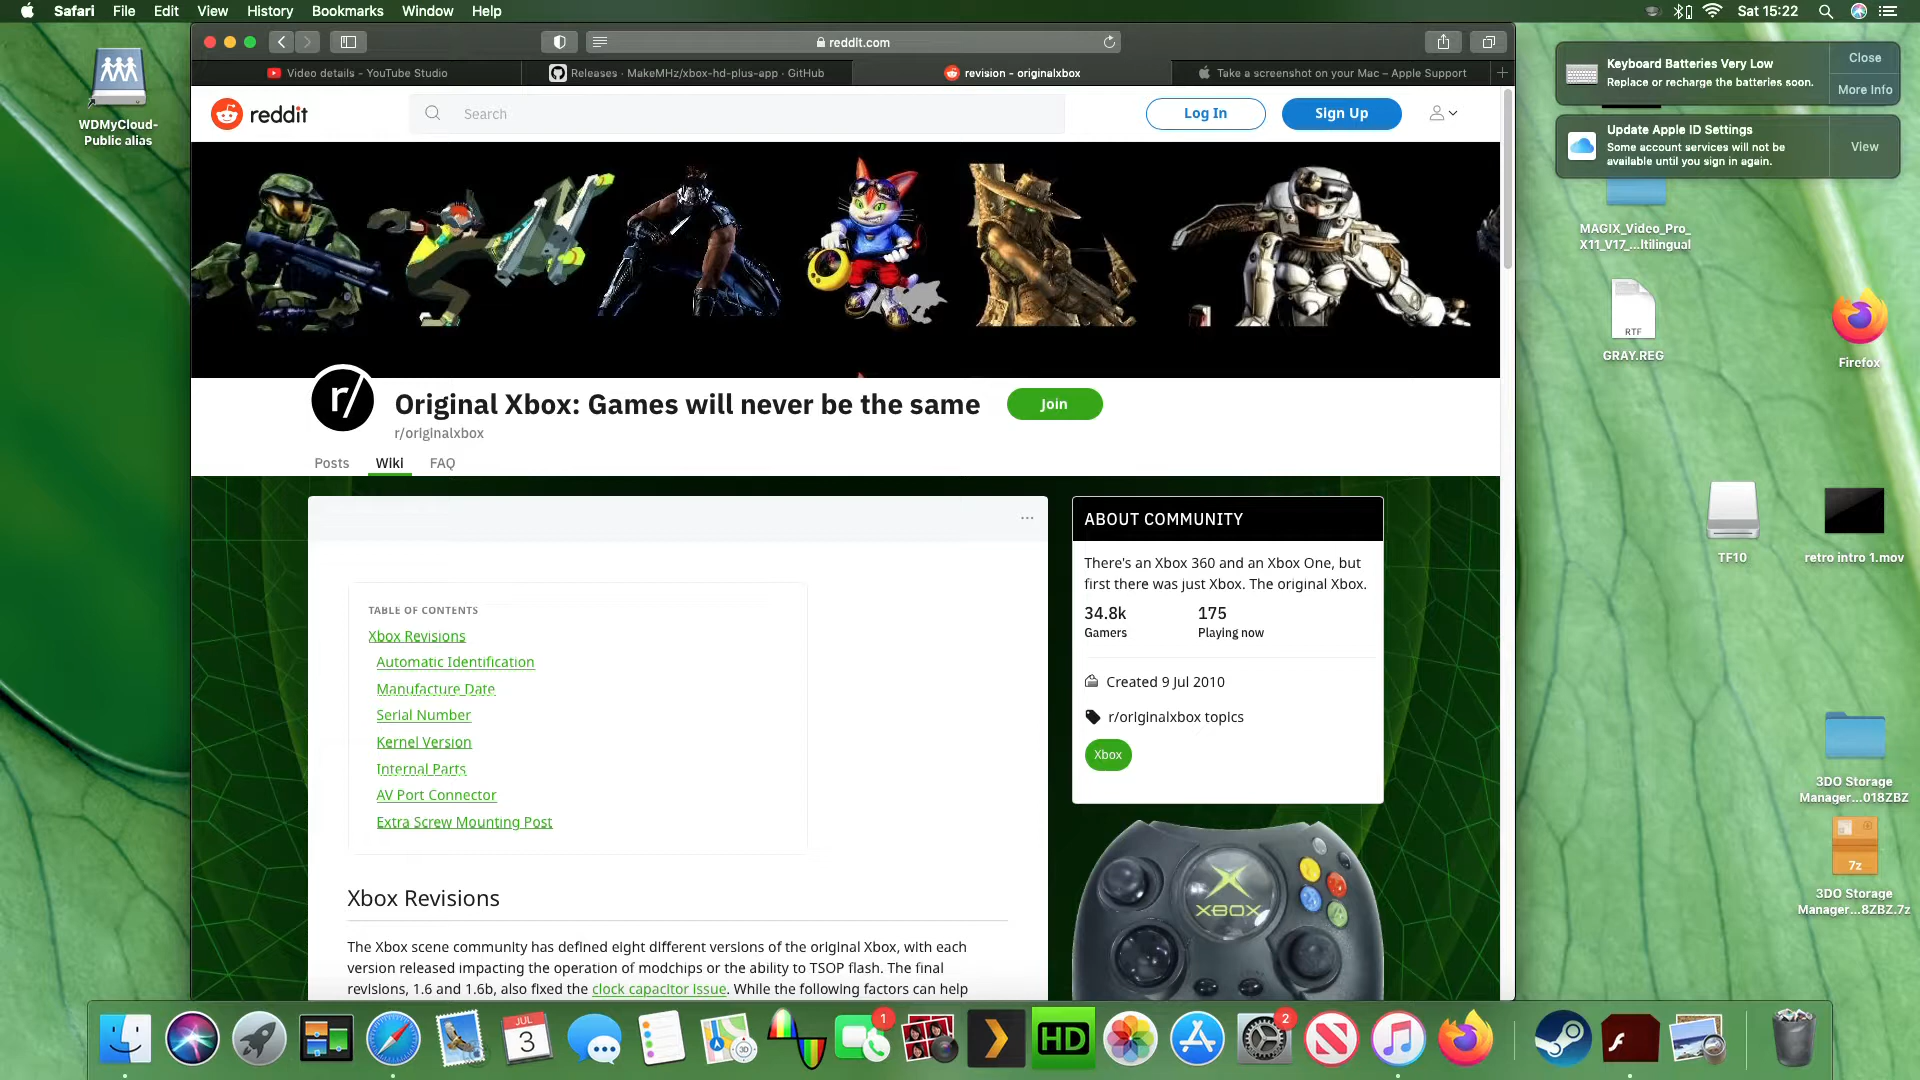 Safari File Edit View History Bookmarks Window Help
Sat 15:22
reddit.com
Video details - YouTube Studio
Releases · MakeMHz/xbox-hd-plus-app · GitHub
revision - originalxbox
Take a screenshot on your Mac – Apple Support
Keyboard Batteries Very Low
Replace or recharge the batteries soon.
Close
More Info
Update Apple ID Settings
Some account services will not be
available until you sign in again.
View
WDMyCloud-
Public alias
reddit
Search
Log In
Sign Up
MAGIX_Video_Pro_
X11_V17_...ltilingual
RTF
GRAY.REG
Firefox
TF10
retro intro 1.mov
3DO Storage
Manager...018ZBZ
7z
3DO Storage
Manager...8ZBZ.7z
r/
Original Xbox: Games will never be the same
Join
r/originalxbox
Posts
Wiki
FAQ
TABLE OF CONTENTS
Xbox Revisions
Automatic Identification
Manufacture Date
Serial Number
Kernel Version
Internal Parts
AV Port Connector
Extra Screw Mounting Post
Xbox Revisions
The Xbox scene community has defined eight different versions of the original Xbox, with each
version released impacting the operation of modchips or the ability to TSOP flash. The final
revisions, 1.6 and 1.6b, also fixed the clock capacitor issue. While the following factors can help
ABOUT COMMUNITY
There's an Xbox 360 and an Xbox One, but
first there was just Xbox. The original Xbox.
34.8k
Gamers
175
Playing now
Created 9 Jul 2010
r/originalxbox topics
Xbox
XBOX
JUL
3
3D
1
HD
2